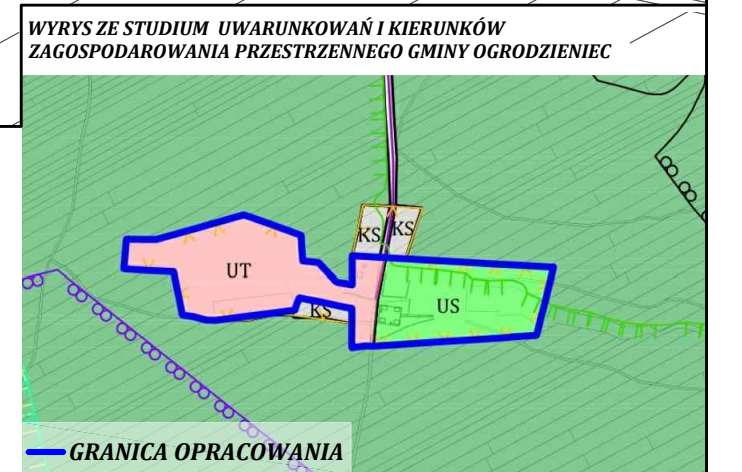 WYRYS ZE STUDIUM UWARUNKOWAŃ I KIERUNKÓW
ZAGOSPODAROWANIA PRZESTRZENNEGO GMINY OGRODZIENIEC
KS KS
UT
US
KS
GRANICA OPRACOWANIA